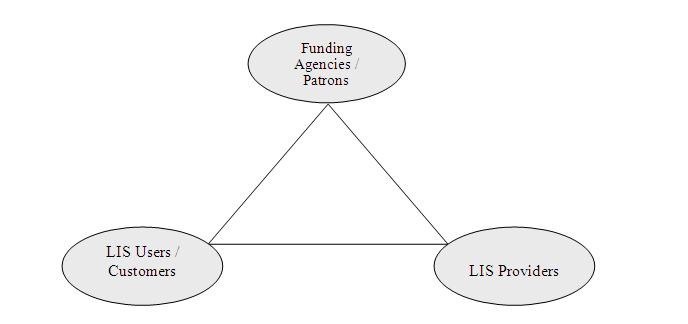 Funding
Agencies /
Patrons
LIS Users /
Customers
LIS Providers